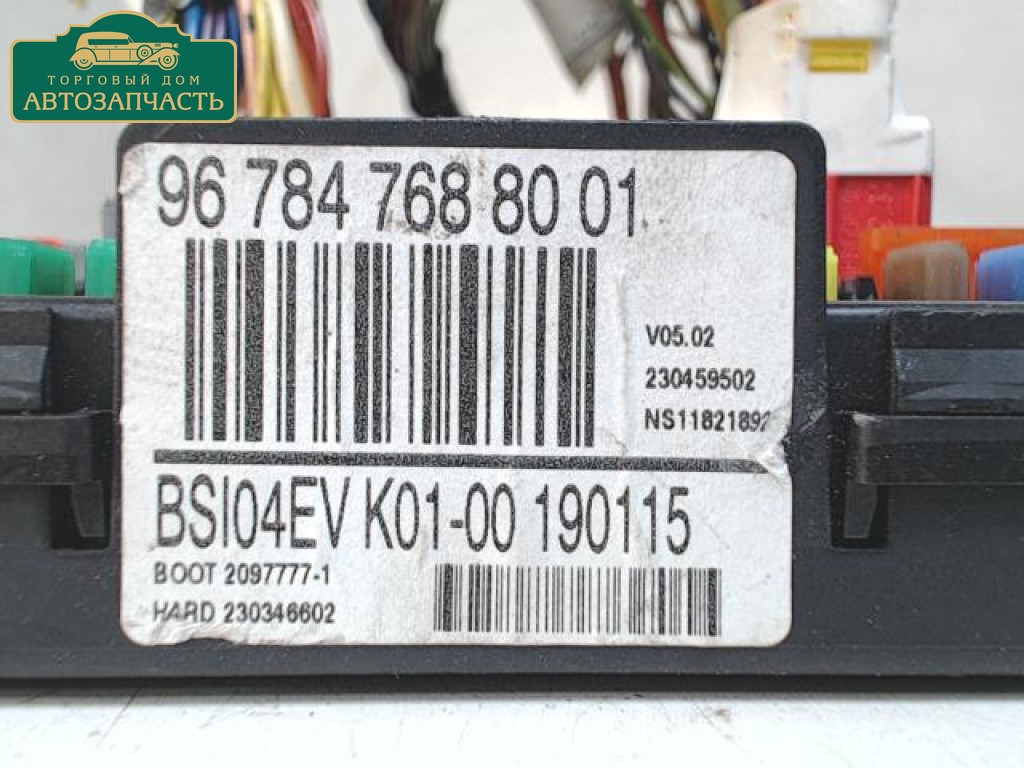 ТОРГОВЫЙ ДОМ
АВТОЗАПЧАСТЬ
96 784 768 80 01
V05.02
230459502
NS11821892
BSI04EV K01-00 190115
BOOT 2097777-1
HARD 230346602